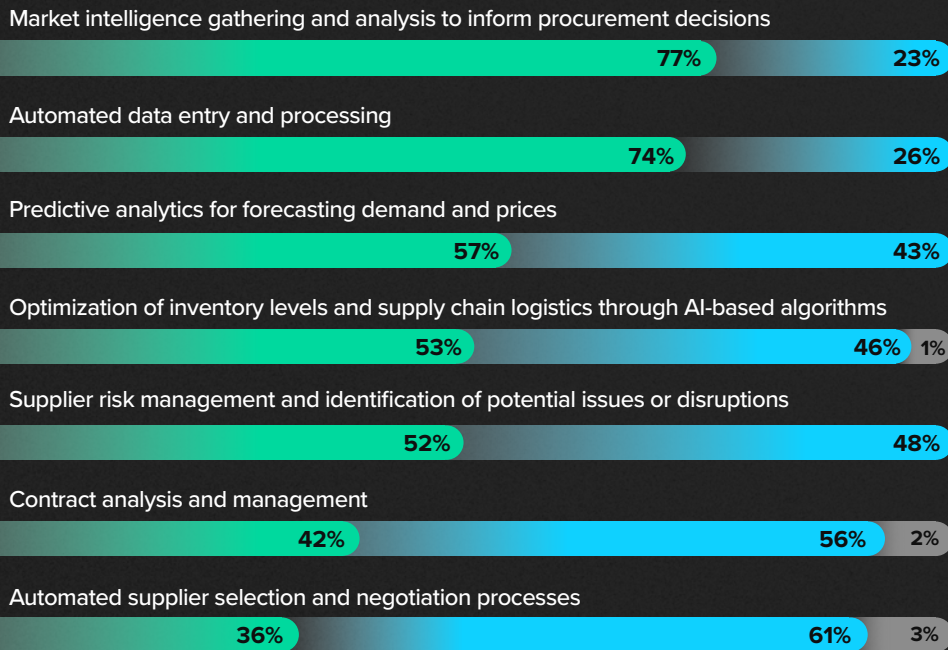 Market intelligence gathering and analysis to inform procurement decisions
77% 23%
Automated data entry and processing
74% 26%
Predictive analytics for forecasting demand and prices
57% 43%
Optimization of inventory levels and supply chain logistics through AI-based algorithms
53% 46% 1%
Supplier risk management and identification of potential issues or disruptions
52% 48%
Contract analysis and management
42% 56% 2%
Automated supplier selection and negotiation processes
36% 61% 3%